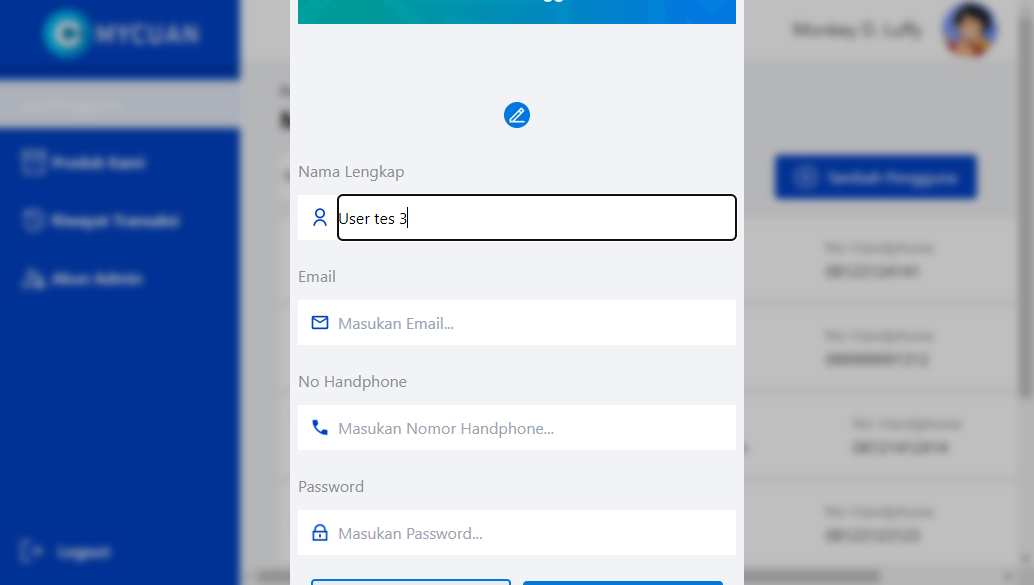 MYCUAN
Monkey D. Luffy
Produk Kami
Riwayat Transaksi
Akun Admin
Logout
Tambah Pengguna
Nama Lengkap
User tes 3
Email
Masukan Email...
No Handphone
Masukan Nomor Handphone...
Password
Masukan Password...
No Handphone
No Handphone
No Handphone
No Handphone